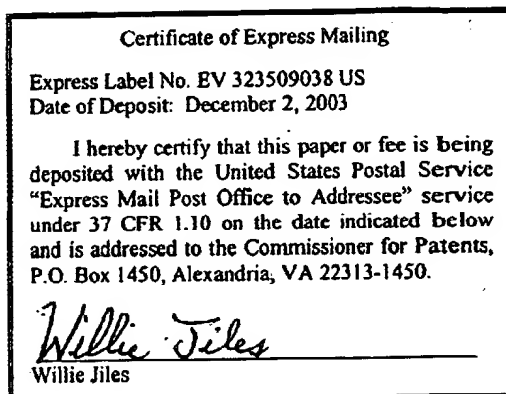 Certificate of Express Mailing
Express Label No. EV 323509038 US
Date of Deposit: December 2, 2003
I hereby certify that this paper or fee is being
deposited with the United States Postal Service
"Express Mail Post Office to Addressee" service
under 37 CFR 1.10 on the date indicated below
and is addressed to the Commissioner for Patents,
P.O. Box 1450, Alexandria, VA 22313-1450.
Willie Jiles
Willie Jiles